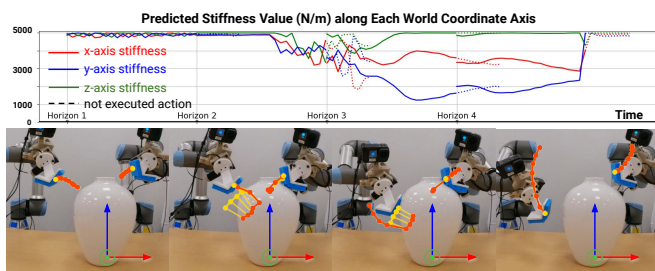 Predicted Stiffness Value (N/m) along Each World Coordinate Axis
5000
x-axis stiffness
3000
y-axis stiffness
z-axis stiffness
1000
not executed action
0
Horizon 1
Horizon 2
Horizon 3
Horizon 4
Time